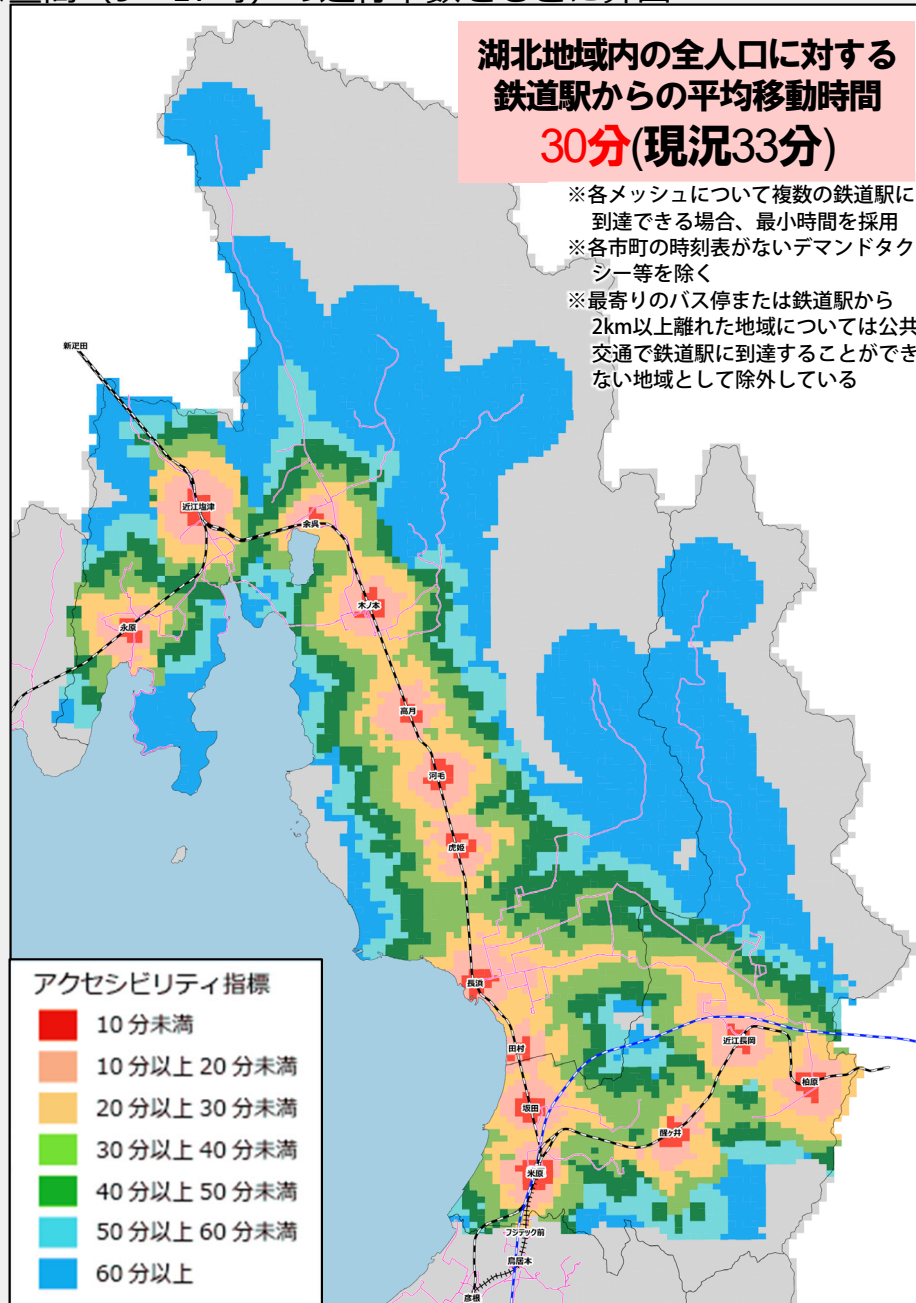 湖北地域内の全人口に対する
鉄道駅からの平均移動時間
30分(現況33分)
※各メッシュについて複数の鉄道駅に
到達できる場合、最小時間を採用
※各市町の時刻表がないデマンドタク
シー等を除く
※最寄りのバス停または鉄道駅から
2km以上離れた地域については公共
交通で鉄道駅に到達することができ
ない地域として除外している
新疋田
近江塩津
余呉
木ノ本
永原
高月
河毛
虎姫
長浜
田村
近江長岡
柏原
坂田
醒ヶ井
米原
フジテック前
鳥居本
彦根
アクセシビリティ指標
10分未満
10分以上20分未満
20分以上30分未満
30分以上40分未満
40分以上50分未満
50分以上60分未満
60分以上